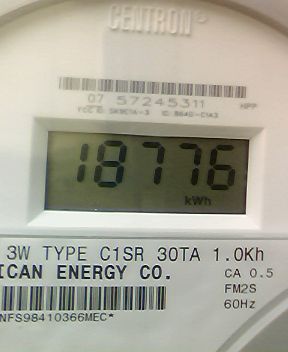 CENTRON®
07 57245311 HPP
18776
kWh
3W TYPE C1SR 30TA 1.0Kh
ICAN ENERGY CO. CA 0.5
FM2S
60Hz
NFS98410366MEC*